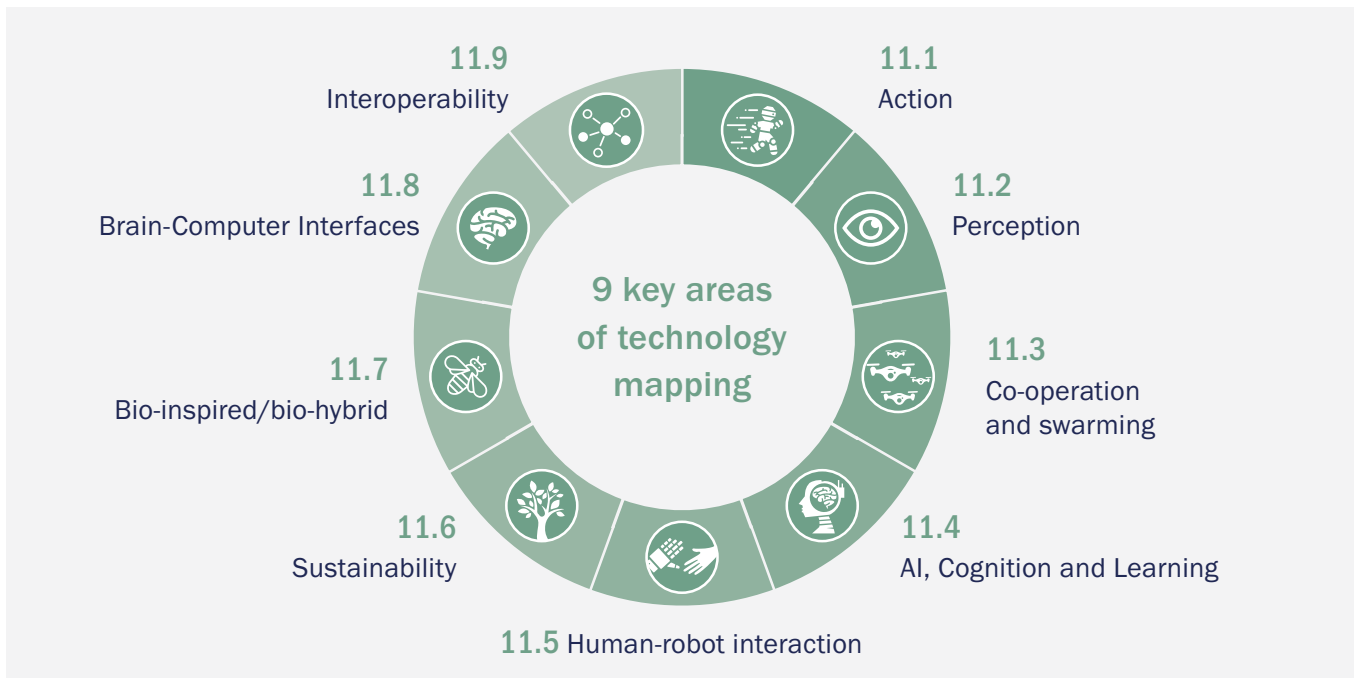 9 key areas
of technology
mapping
11.1
Action
11.2
Perception
11.3
Co-operation
and swarming
11.4
AI, Cognition and Learning
11.5 Human-robot interaction
11.6
Sustainability
11.7
Bio-inspired/bio-hybrid
11.8
Brain-Computer Interfaces
11.9
Interoperability